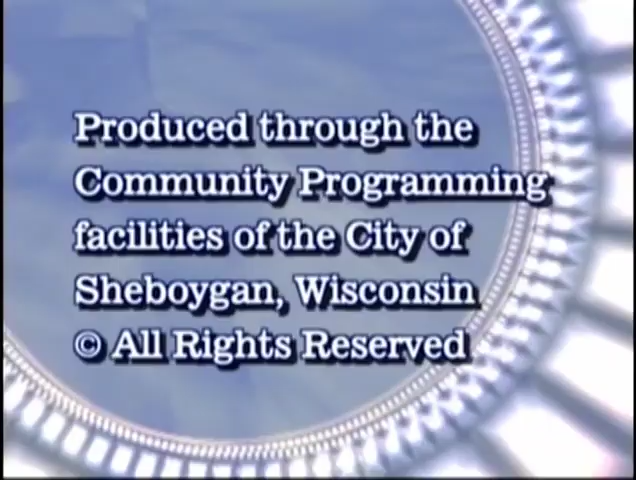 Produced through the
Community Programming
facilities of the City of
Sheboygan, Wisconsin
© All Rights Reserved